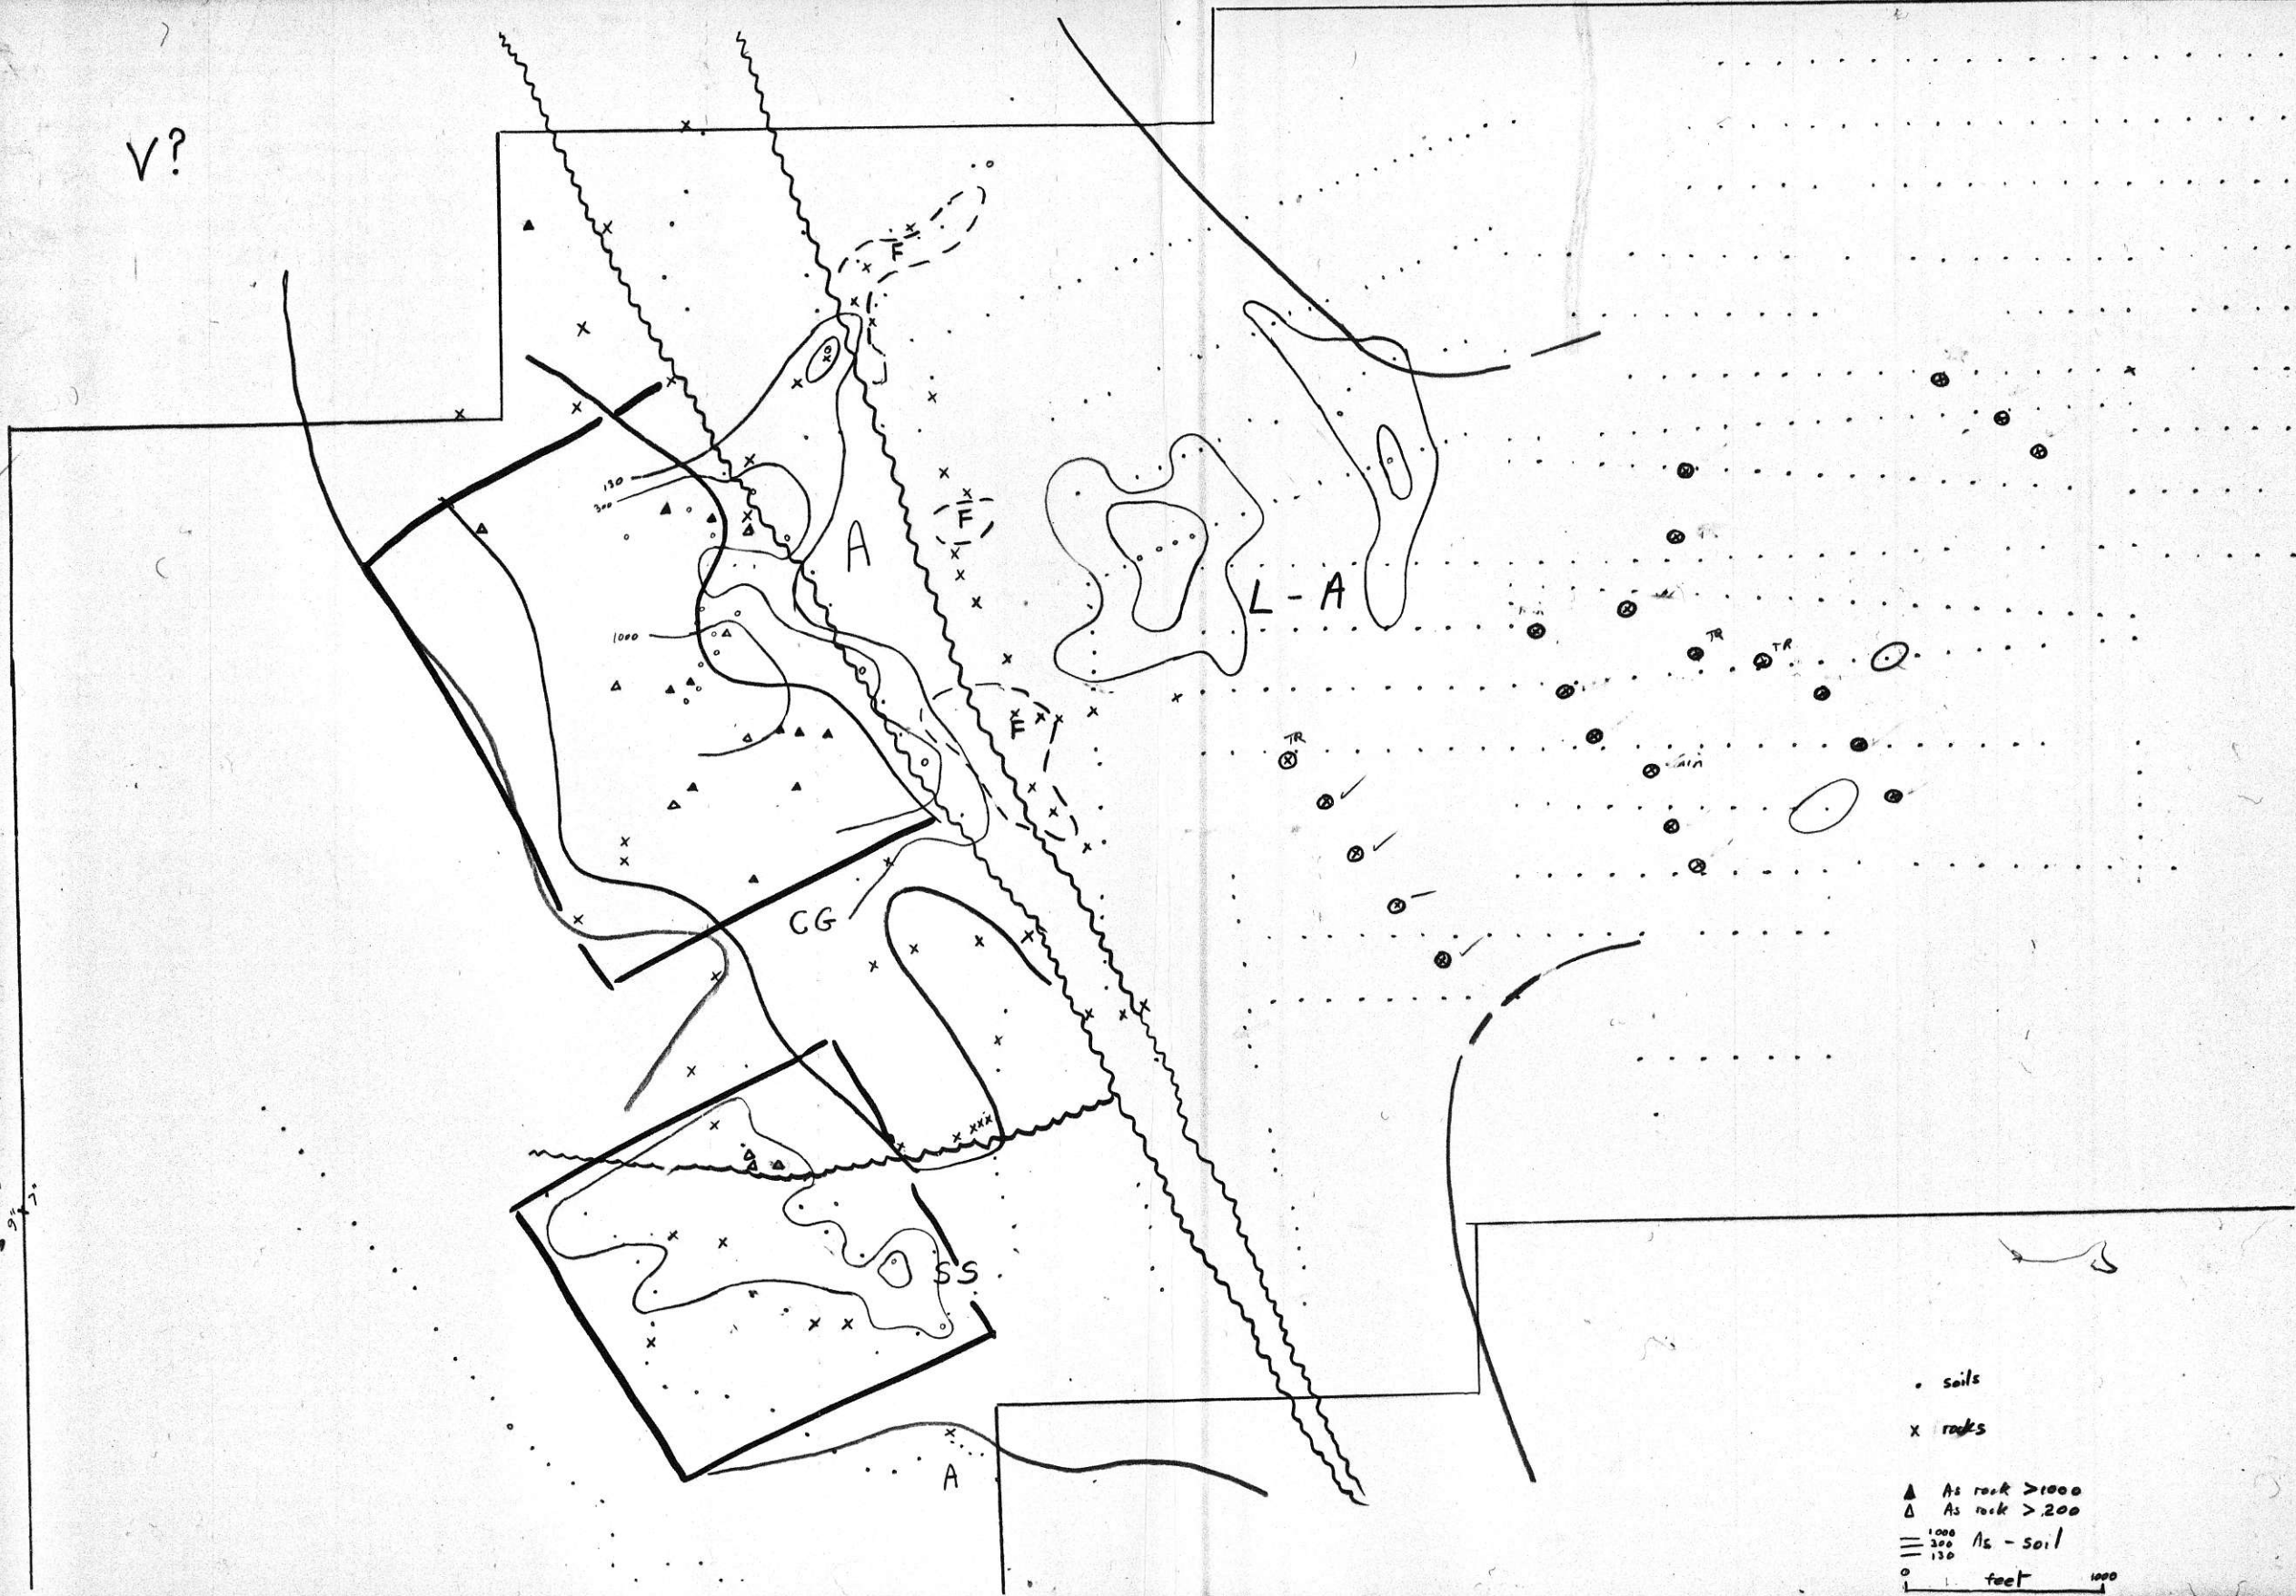 V?
F
130
300
F
A
L - A
1000
TR
TR
F
TR
min
CG
SS
A
. soils
x rocks
▲ As rock >1000
△ As rock >200
1000
300 As - soil
130
0 feet 1000